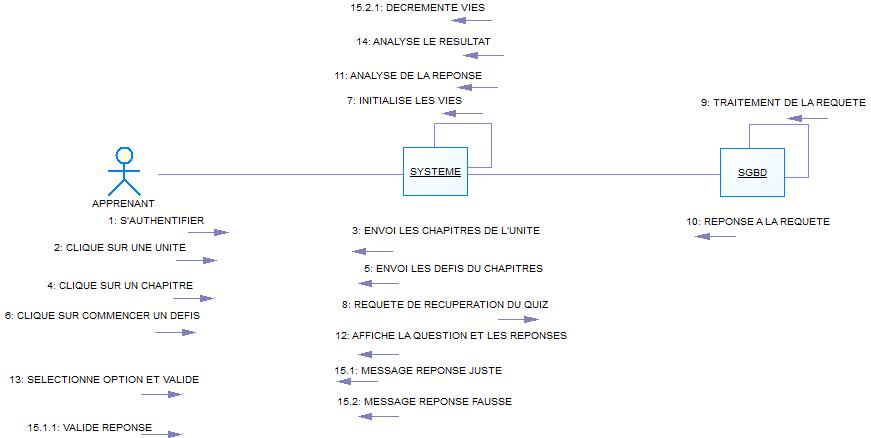 15.2.1: DECREMENTE VIES
14: ANALYSE LE RESULTAT
11: ANALYSE DE LA REPONSE
7: INITIALISE LES VIES
9: TRAITEMENT DE LA REQUETE
SYSTEME
SGBD
APPRENANT
1: S'AUTHENTIFIER
10: REPONSE A LA REQUETE
3: ENVOI LES CHAPITRES DE L'UNITE
2: CLIQUE SUR UNE UNITE
5: ENVOI LES DEFIS DU CHAPITRES
4: CLIQUE SUR UN CHAPITRE
8: REQUETE DE RECUPERATION DU QUIZ
6: CLIQUE SUR COMMENCER UN DEFIS
12: AFFICHE LA QUESTION ET LES REPONSES
15.1: MESSAGE REPONSE JUSTE
13: SELECTIONNE OPTION ET VALIDE
15.2: MESSAGE REPONSE FAUSSE
15.1.1: VALIDE REPONSE